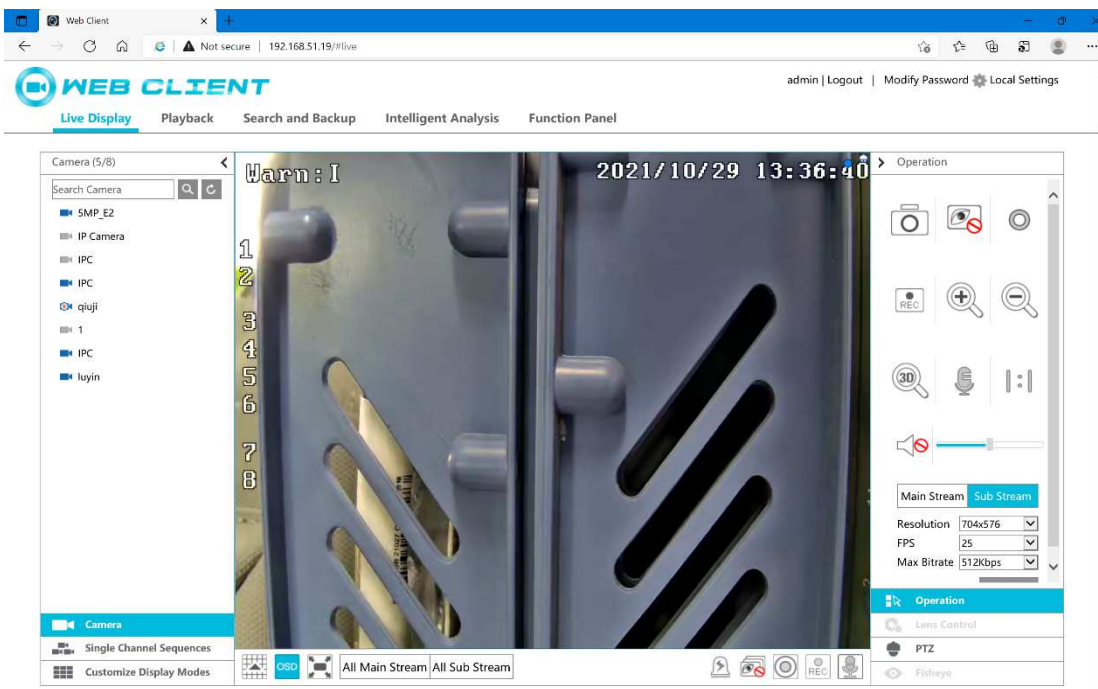 Web Client
Not secure | 192.168.51.19/#live
WEB CLIENT
admin | Logout | Modify Password Local Settings
Live Display Playback Search and Backup Intelligent Analysis Function Panel
Camera (5/8)
Search Camera
5MP_E2
IP Camera
IPC
IPC
qiuji
1
IPC
luyin
Camera
Single Channel Sequences
Customize Display Modes
Warn:I
2021/10/29 13:36:40
1
2
3
4
5
6
7
8
OSD
All Main Stream All Sub Stream
REC
Operation
REC
3D
Main Stream Sub Stream
Resolution 704x576
FPS 25
Max Bitrate 512Kbps
Operation
Lens Control
PTZ
Fisheye